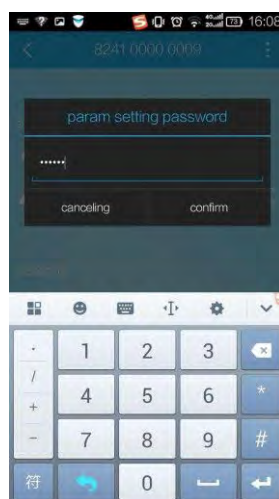 73 16:08
8241 0000 0009
param setting password
••••••
canceling confirm
. 1 2 3
/ 4 5 6 *
+
- 7 8 9 #
符 0